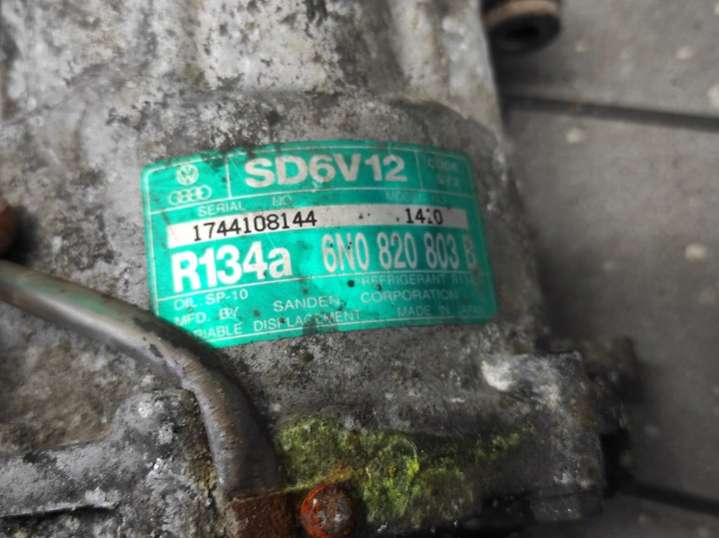 SD6V12
SERIAL NO.
1744108144 1410
R134a 6N0 820 803 B
OIL SP-10 REFRIGERANT
MFD BY SANDEN CORPORATION
VARIABLE DISPLACEMENT MADE IN